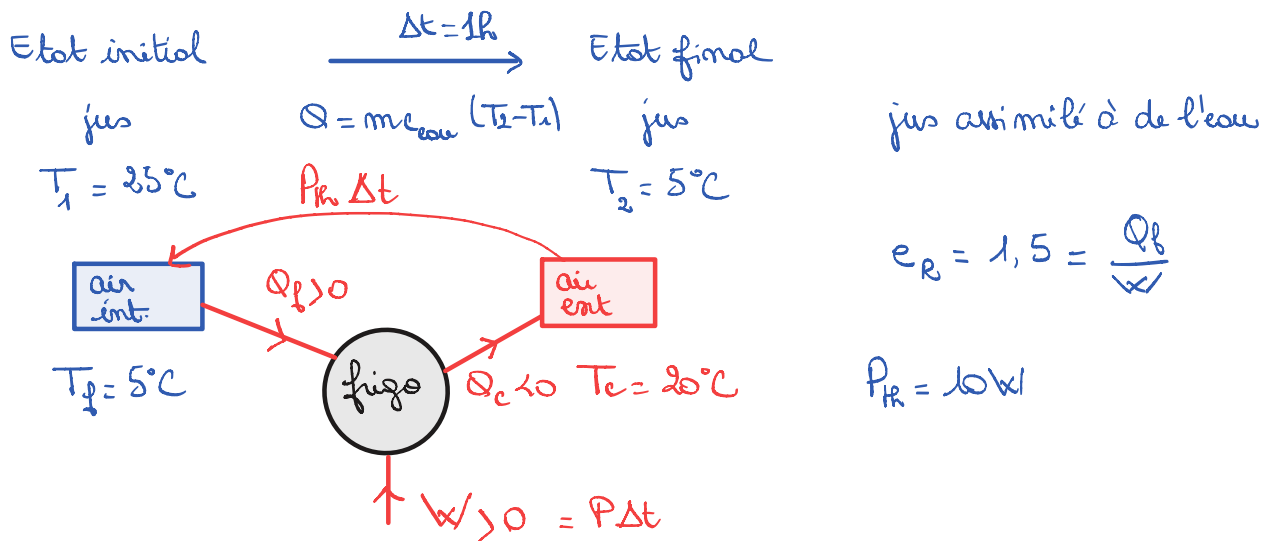 Etat initial Δt = 1h Etat final
jus Q = mc_eau (T₂-T₁) jus jus assimilé à de l'eau
T₁ = 25°C P_th Δt T₂ = 5°C
e_R = 1,5 = Q_f / W
air int. Q_f > 0 air ext
T_f = 5°C frigo Q_c < 0 T_c = 20°C P_th = 10W
W > 0 = PΔt